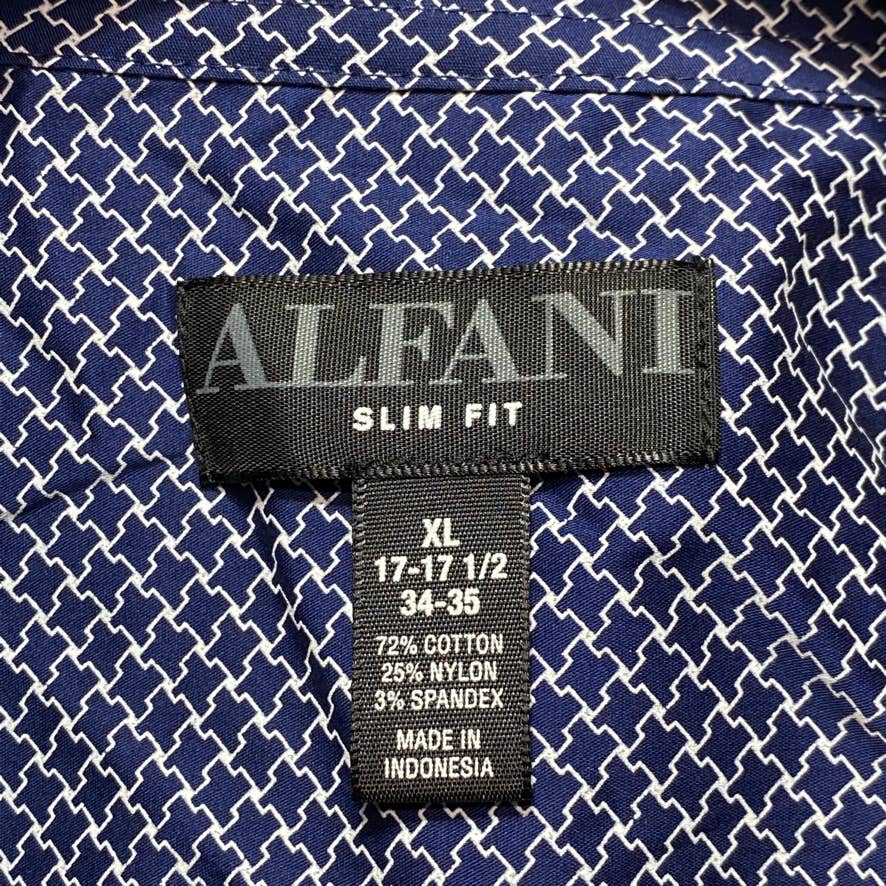 ALFANI
SLIM FIT
XL
17-17 1/2
34-35
72% COTTON
25% NYLON
3% SPANDEX
MADE IN
INDONESIA